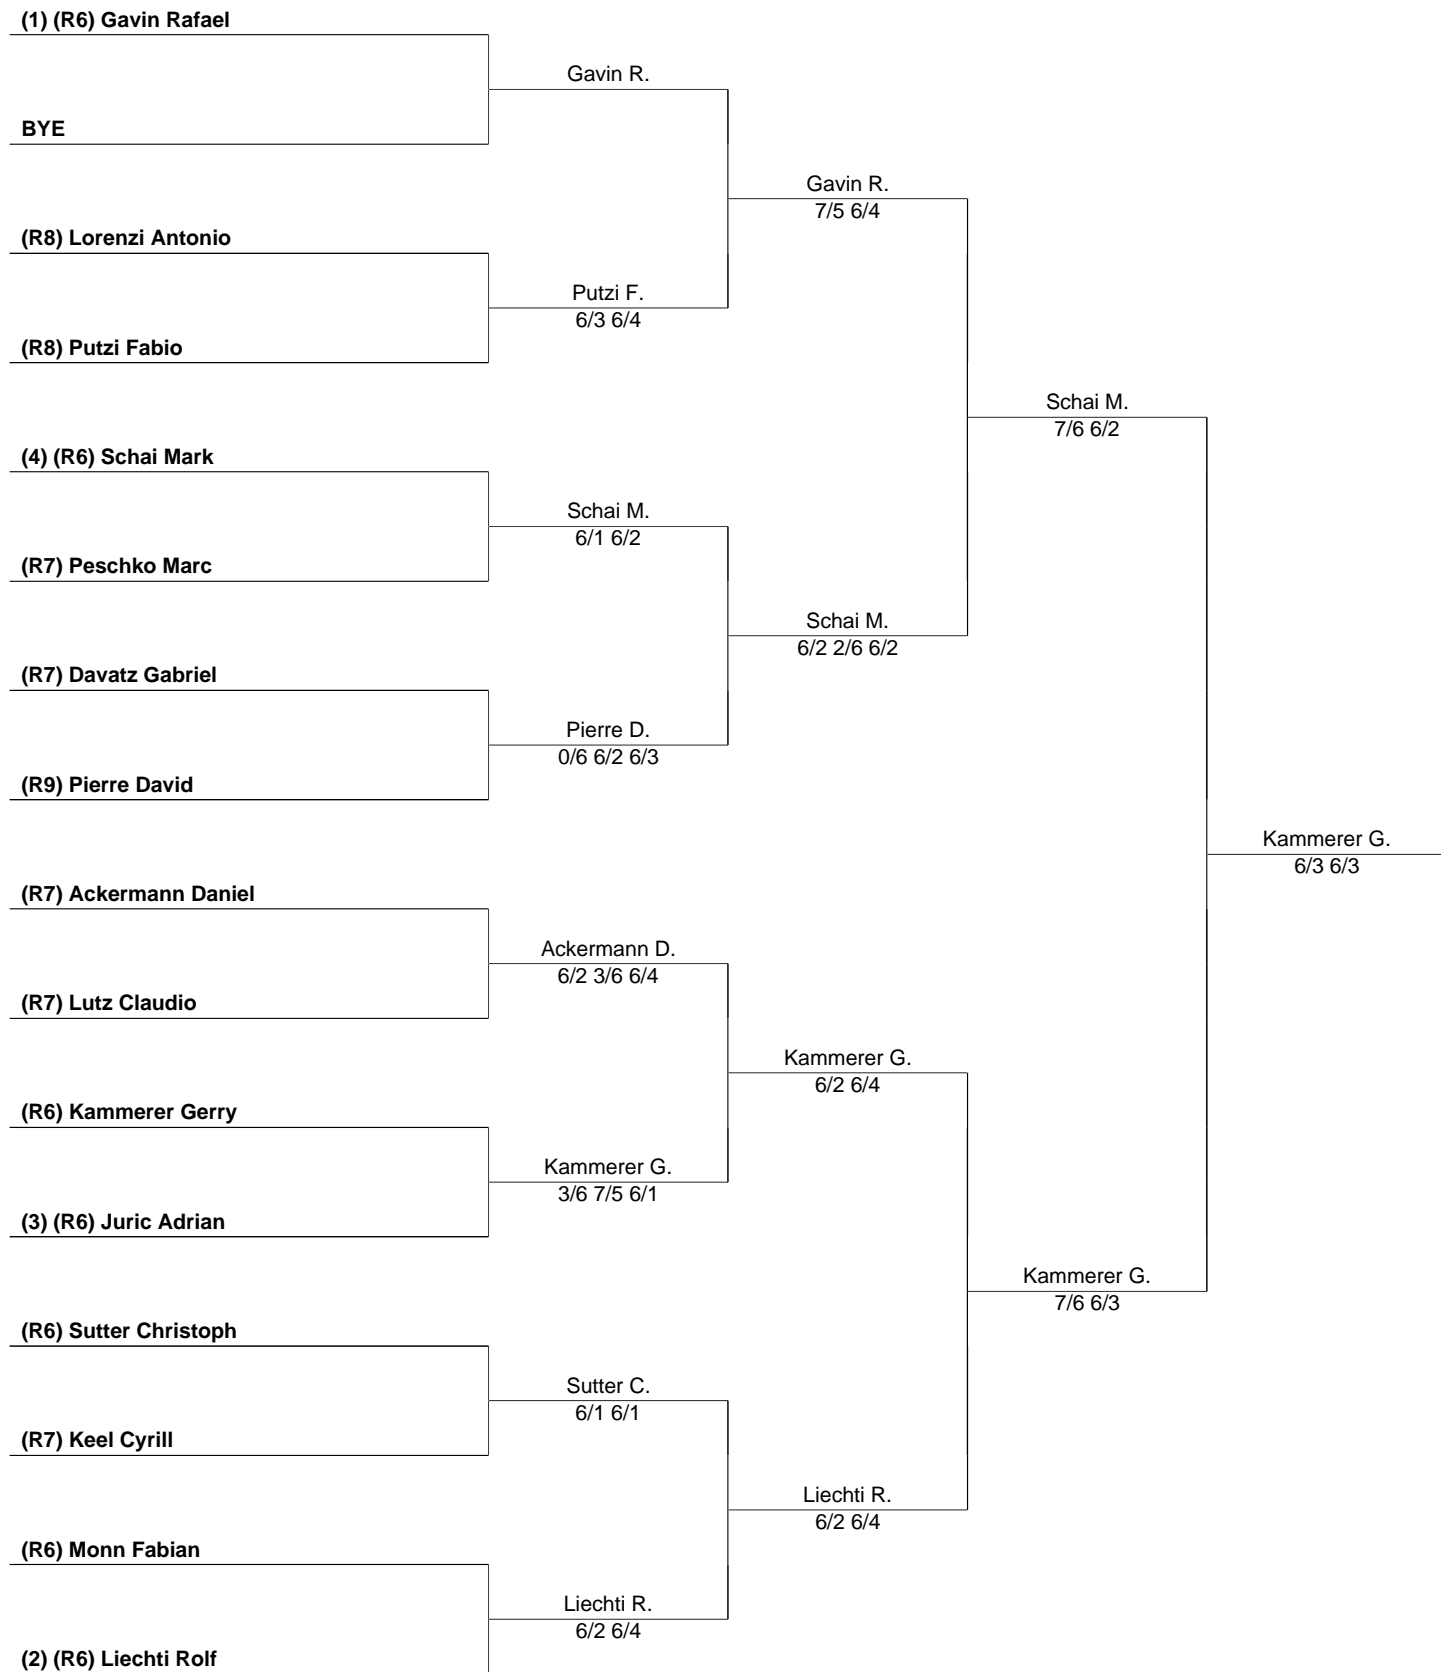 (1) (R6) Gavin Rafael
Gavin R.
BYE
Gavin R.
7/5 6/4
(R8) Lorenzi Antonio
Putzi F.
6/3 6/4
(R8) Putzi Fabio
Schai M.
7/6 6/2
(4) (R6) Schai Mark
Schai M.
6/1 6/2
(R7) Peschko Marc
Schai M.
6/2 2/6 6/2
(R7) Davatz Gabriel
Pierre D.
0/6 6/2 6/3
(R9) Pierre David
Kammerer G.
6/3 6/3
(R7) Ackermann Daniel
Ackermann D.
6/2 3/6 6/4
(R7) Lutz Claudio
Kammerer G.
6/2 6/4
(R6) Kammerer Gerry
Kammerer G.
3/6 7/5 6/1
(3) (R6) Juric Adrian
Kammerer G.
7/6 6/3
(R6) Sutter Christoph
Sutter C.
6/1 6/1
(R7) Keel Cyrill
Liechti R.
6/2 6/4
(R6) Monn Fabian
Liechti R.
6/2 6/4
(2) (R6) Liechti Rolf